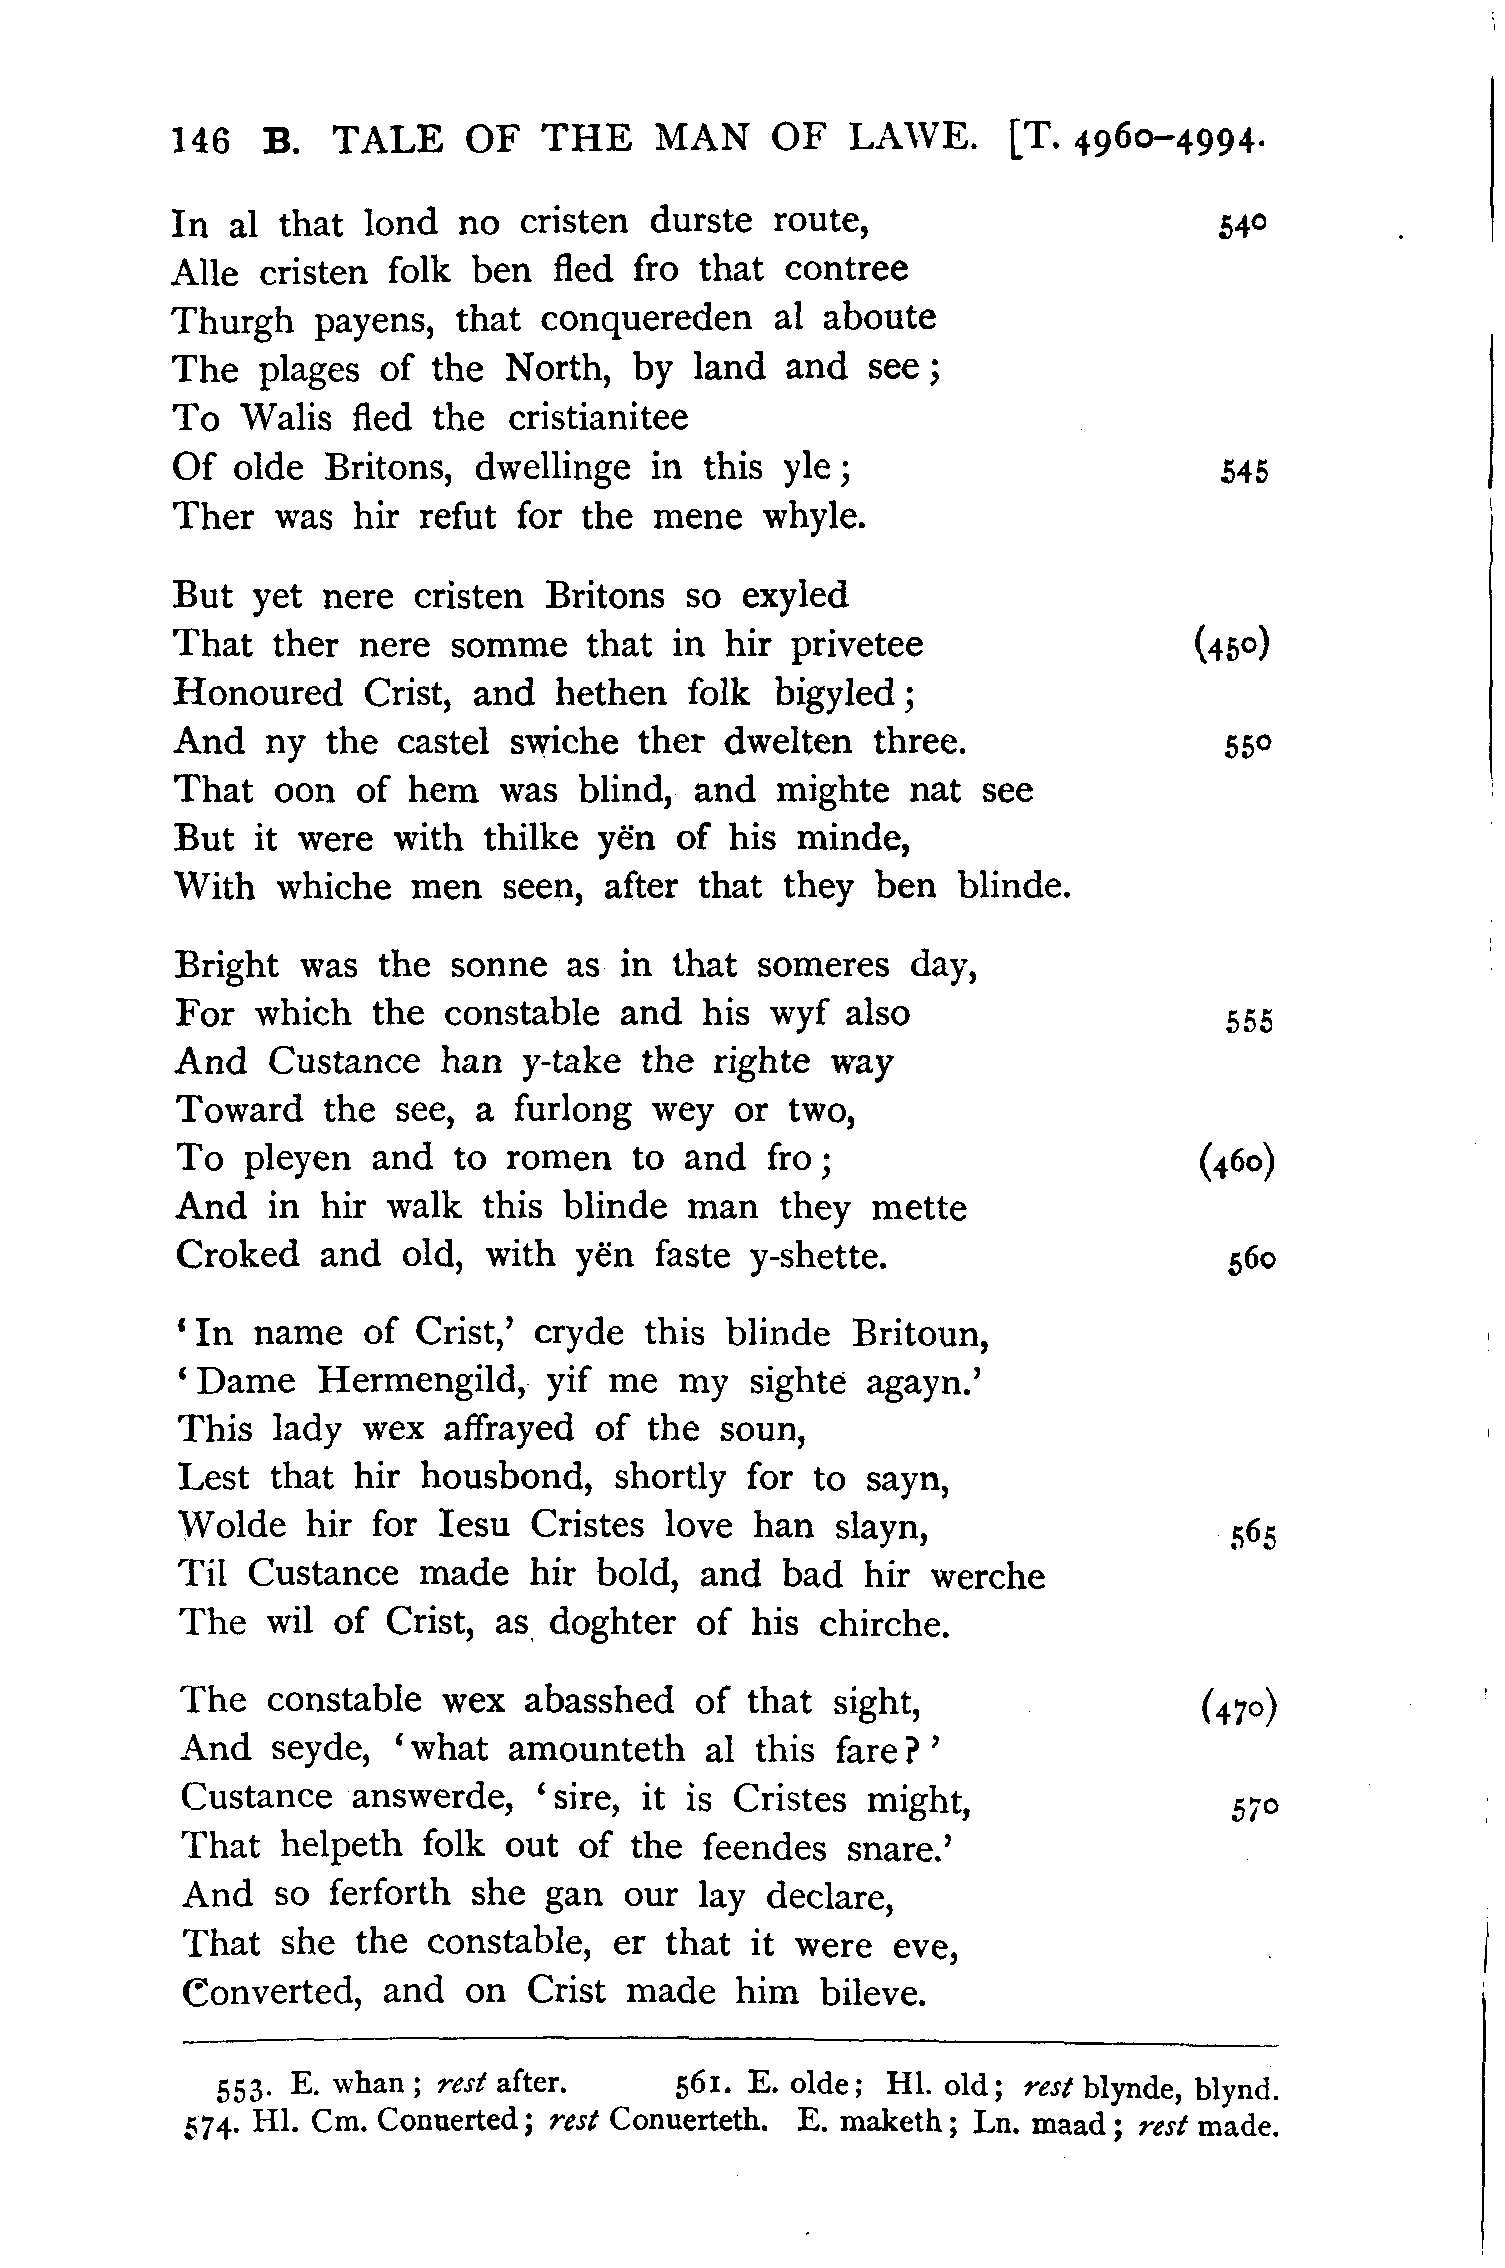 146 B. TALE OF THE MAN OF LAWE. [T. 4960–4994.
In al that lond no cristen durste route, 540
Alle cristen folk ben fled fro that contree
Thurgh payens, that conquereden al aboute
The plages of the North, by land and see ;
To Walis fled the cristianitee
Of olde Britons, dwellinge in this yle ; 545
Ther was hir refut for the mene whyle.
But yet nere cristen Britons so exyled
That ther nere somme that in hir privetee (450)
Honoured Crist, and hethen folk bigyled ;
And ny the castel swiche ther dwelten three. 550
That oon of hem was blind, and mighte nat see
But it were with thilke yën of his minde,
With whiche men seen, after that they ben blinde.
Bright was the sonne as in that someres day,
For which the constable and his wyf also 555
And Custance han y-take the righte way
Toward the see, a furlong wey or two,
To pleyen and to romen to and fro ; (460)
And in hir walk this blinde man they mette
Croked and old, with yën faste y-shette. 560
‘ In name of Crist,’ cryde this blinde Britoun,
‘ Dame Hermengild, yif me my sighte agayn.’
This lady wex affrayed of the soun,
Lest that hir housbond, shortly for to sayn,
Wolde hir for Iesu Cristes love han slayn, 565
Til Custance made hir bold, and bad hir werche
The wil of Crist, as doghter of his chirche.
The constable wex abasshed of that sight, (470)
And seyde, ‘ what amounteth al this fare ? ’
Custance answerde, ‘ sire, it is Cristes might, 570
That helpeth folk out of the feendes snare.’
And so ferforth she gan our lay declare,
That she the constable, er that it were eve,
Converted, and on Crist made him bileve.
553. E. whan ; rest after. 561. E. olde ; Hl. old ; rest blynde, blynd.
574. Hl. Cm. Conuerted ; rest Conuerteth. E. maketh ; Ln. maad ; rest made.